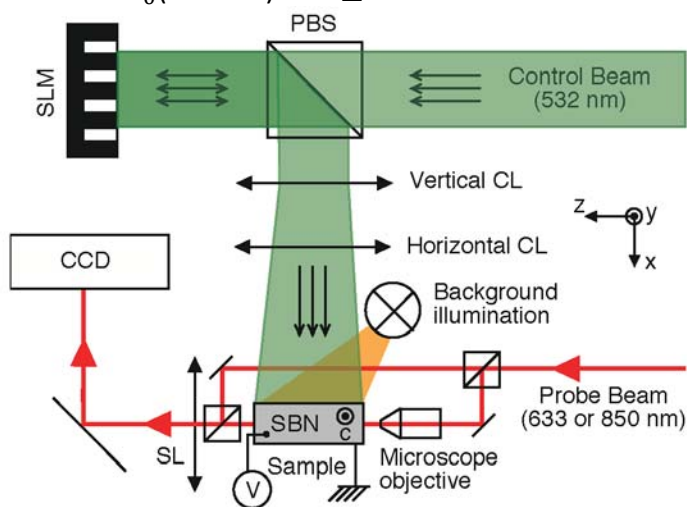 PBS
SLM
Control Beam
(532 nm)
Vertical CL
z
y
x
Horizontal CL
CCD
Background
illumination
Probe Beam
(633 or 850 nm)
SBN
c
SL
Sample
Microscope
objective
V